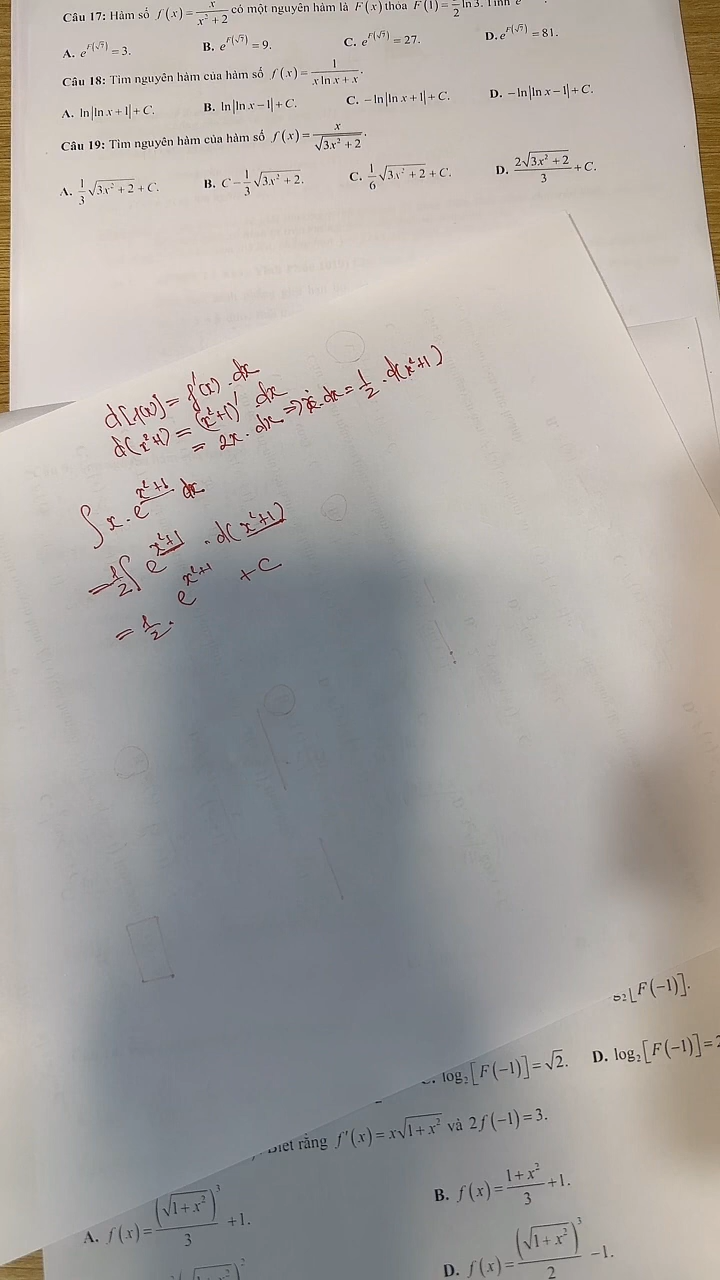 Câu 17: Hàm số f(x) = x/(x² + 2) có một nguyên hàm là F(x) thỏa F(1) = 1/2 ln 3. Tính e
A. e^{F(√7)} = 3. B. e^{F(√7)} = 9. C. e^{F(√7)} = 27. D. e^{F(√7)} = 81.
Câu 18: Tìm nguyên hàm của hàm số f(x) = 1/(x ln x + x).
A. ln|ln x + 1| + C. B. ln|ln x − 1| + C. C. −ln|ln x + 1| + C. D. −ln|ln x − 1| + C.
Câu 19: Tìm nguyên hàm của hàm số f(x) = x/√(3x² + 2).
A. 1/3 √(3x² + 2) + C. B. C − 1/3 √(3x² + 2). C. 1/6 √(3x² + 2) + C. D. 2√(3x² + 2)/3 + C.
d[f(x)] = f'(x) . dx
d(x²+1) = (x²+1)' . dx
= 2x . dx ⇒ x . dx = 1/2 . d(x²+1)
∫ x . e^{x²+1} dx
= 1/2 ∫ e^{x²+1} . d(x²+1)
= 1/2 . e^{x²+1} + C
[F(−1)].
log₂[F(−1)] = √2. D. log₂[F(−1)] = 2
Biết rằng f'(x) = x√(1 + x²) và 2f(−1) = 3.
A. f(x) = (√(1 + x²))³/3 + 1. B. f(x) = (1 + x²)/3 + 1.
D. f(x) = (√(1 + x²))³/2 − 1.